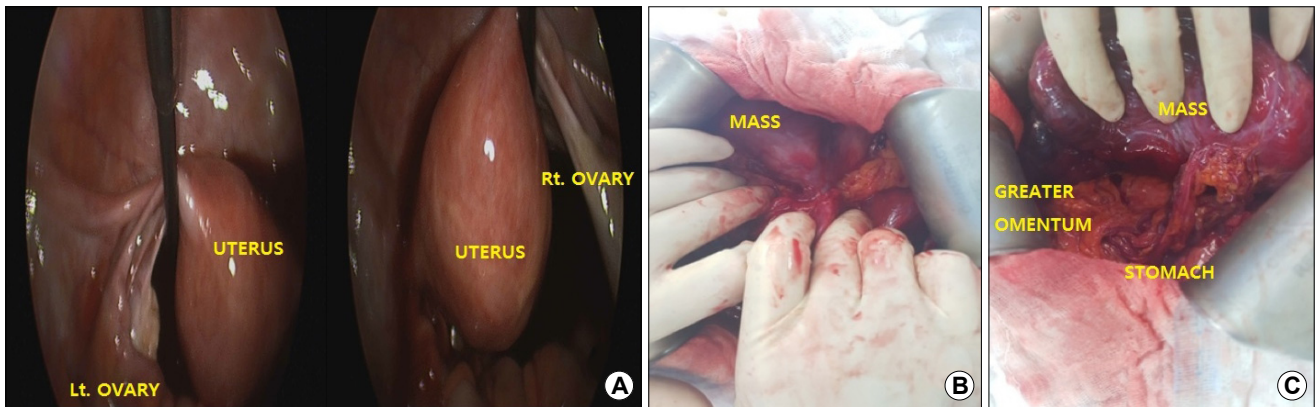 UTERUS
Lt. OVARY
Rt. OVARY
UTERUS
A
MASS
B
MASS
GREATER
OMENTUM
STOMACH
C